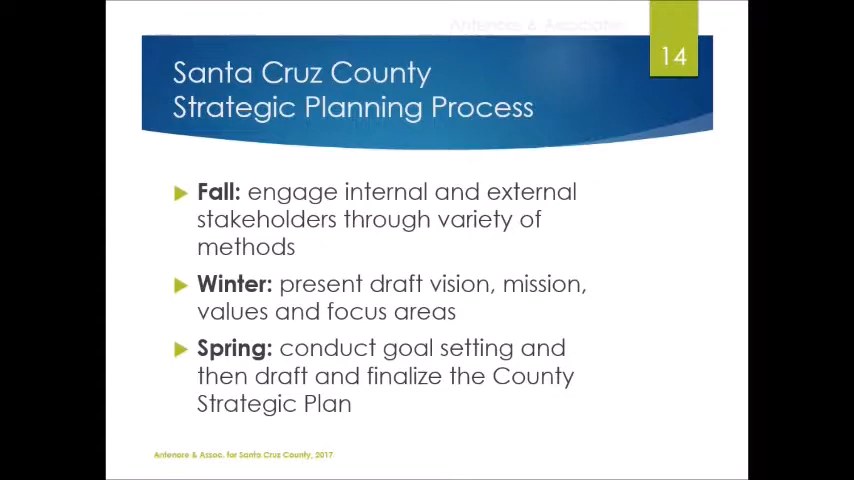 Antenore & Associates
14
Santa Cruz County
Strategic Planning Process
Fall: engage internal and external
stakeholders through variety of
methods
Winter: present draft vision, mission,
values and focus areas
Spring: conduct goal setting and
then draft and finalize the County
Strategic Plan
Antenore & Assoc. for Santa Cruz County, 2017